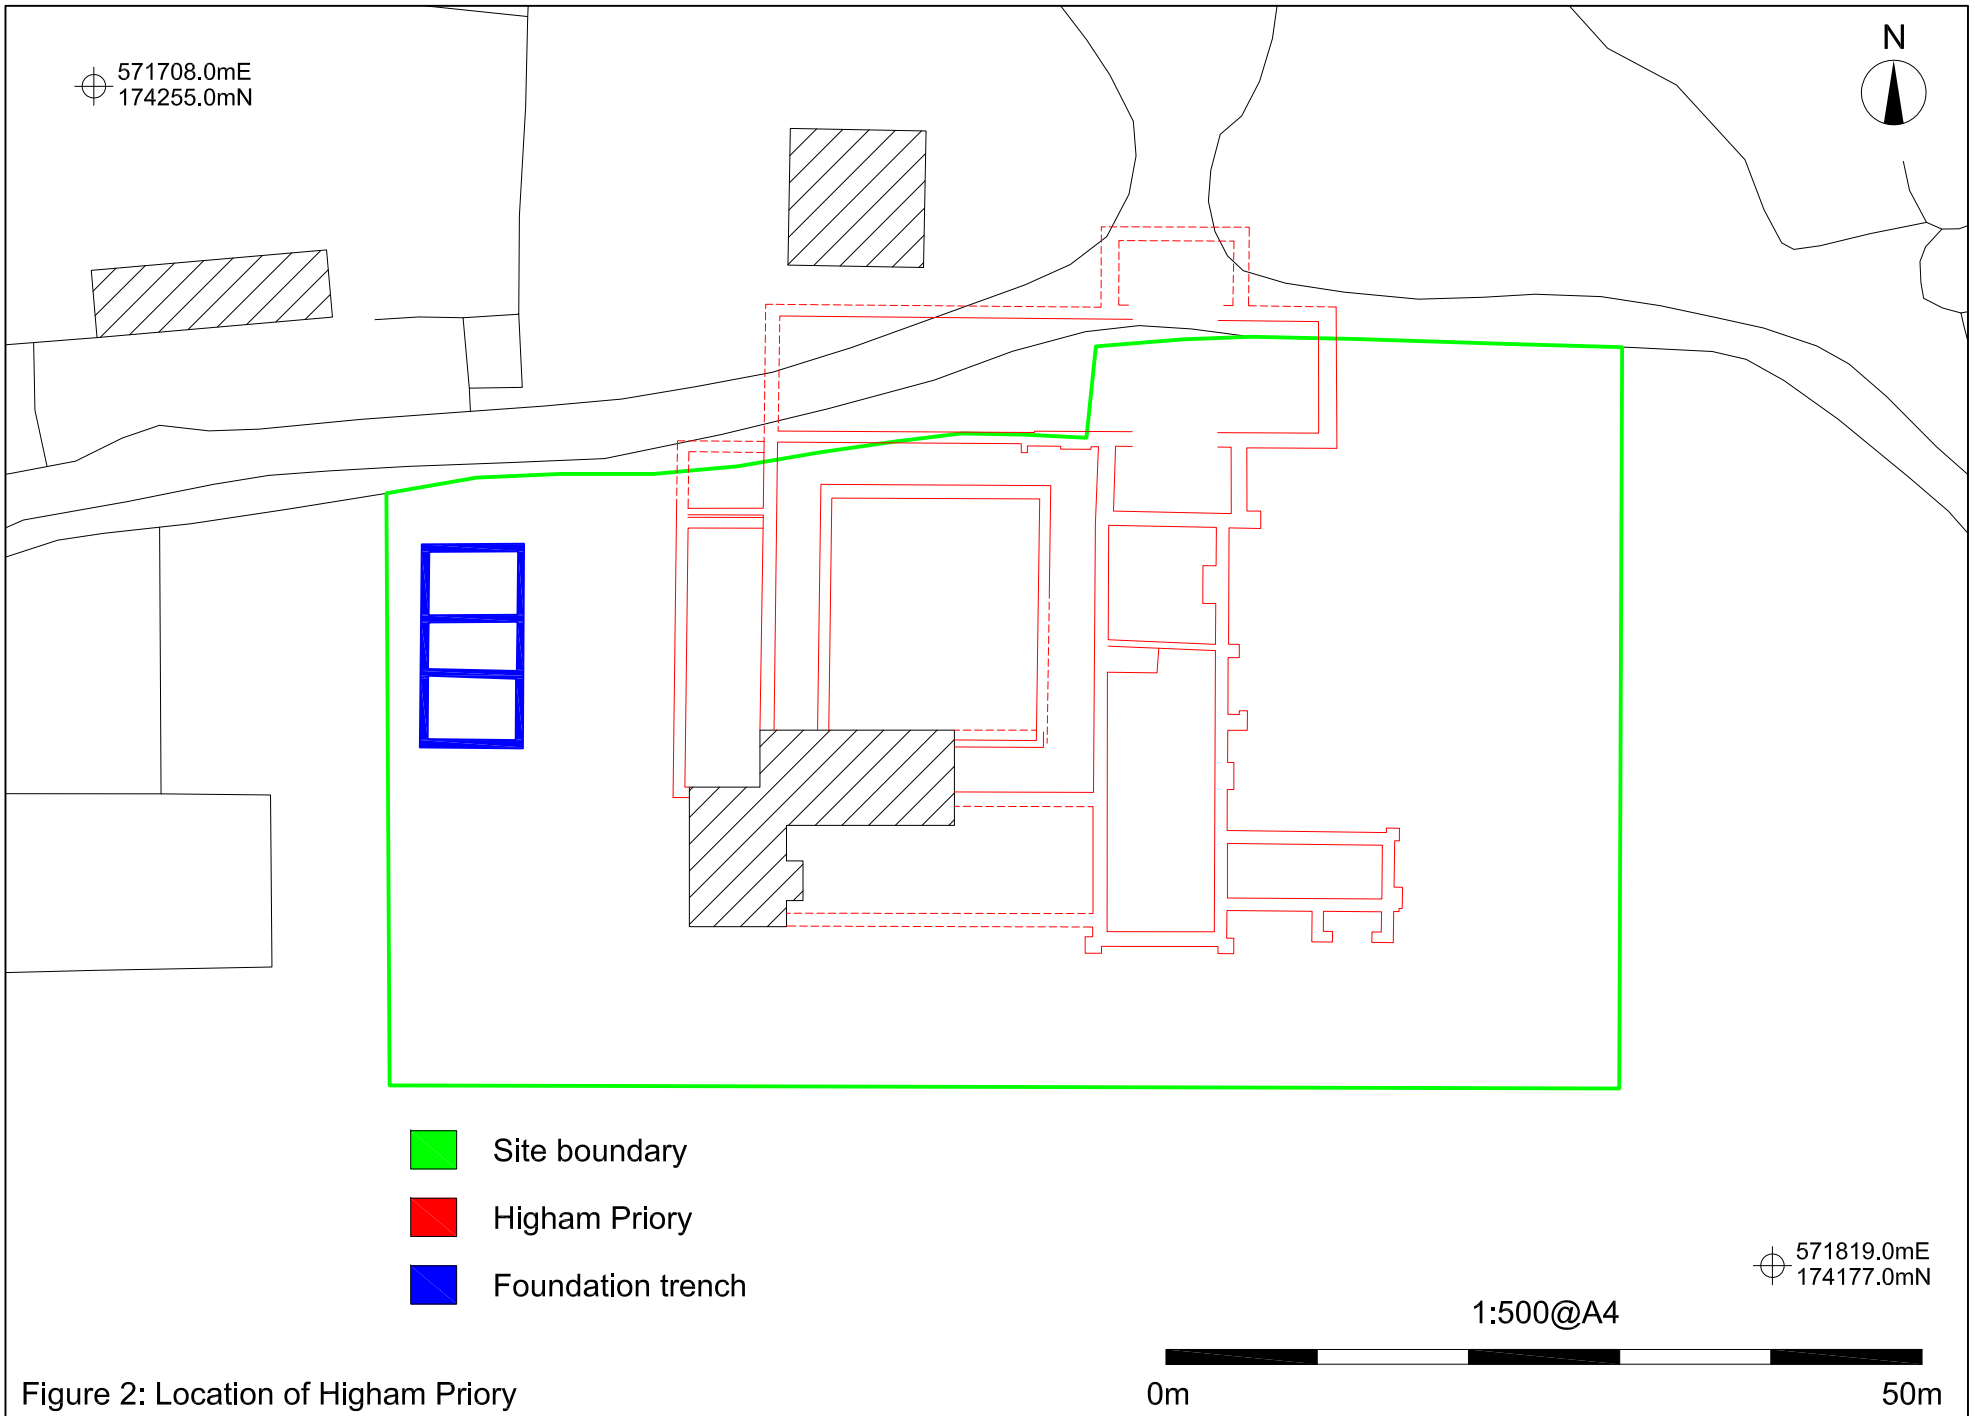 571708.0mE
174255.0mN
N
Site boundary
Higham Priory
Foundation trench
571819.0mE
174177.0mN
1:500@A4
0m
50m
Figure 2: Location of Higham Priory